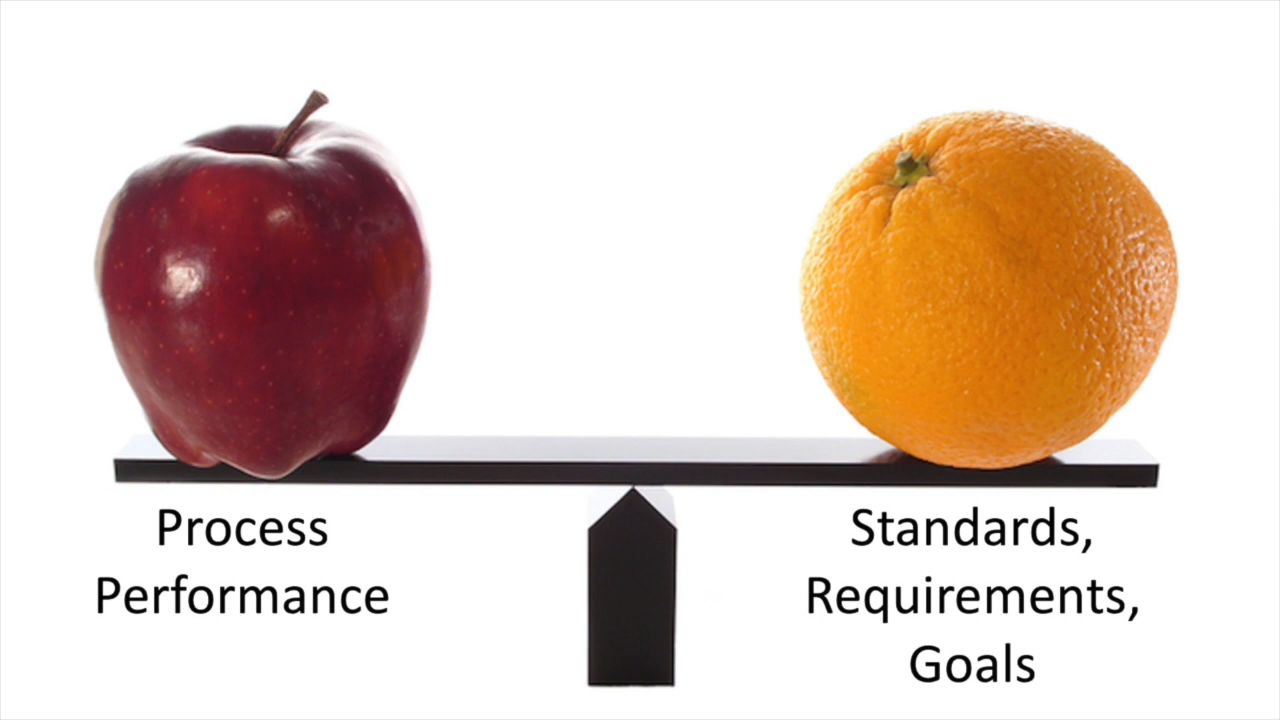 Process
Performance
Standards,
Requirements,
Goals